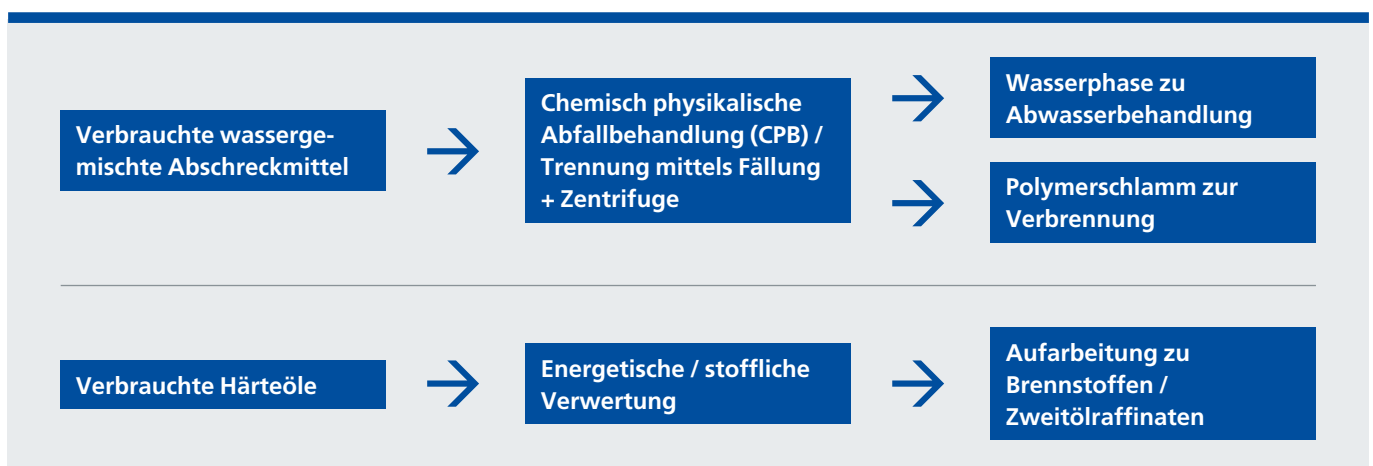 Verbrauchte wasserge-
mischte Abschreckmittel
Chemisch physikalische
Abfallbehandlung (CPB) /
Trennung mittels Fällung
+ Zentrifuge
Wasserphase zu
Abwasserbehandlung
Polymerschlamm zur
Verbrennung
Verbrauchte Härteöle
Energetische / stoffliche
Verwertung
Aufarbeitung zu
Brennstoffen /
Zweitölraffinaten